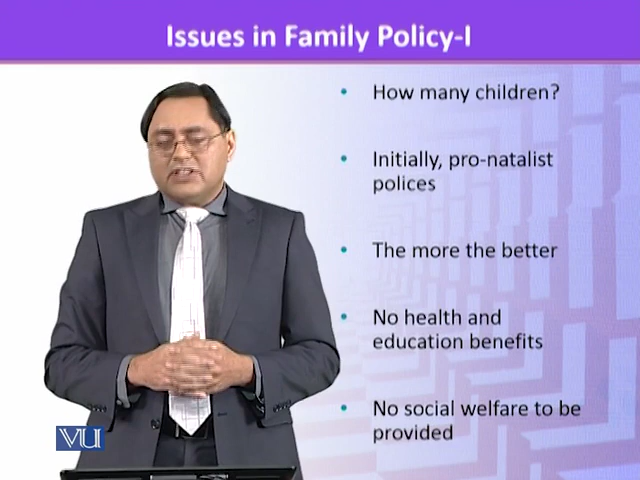 Issues in Family Policy-I
How many children?
Initially, pro-natalist
polices
The more the better
No health and
education benefits
No social welfare to be
provided
VU